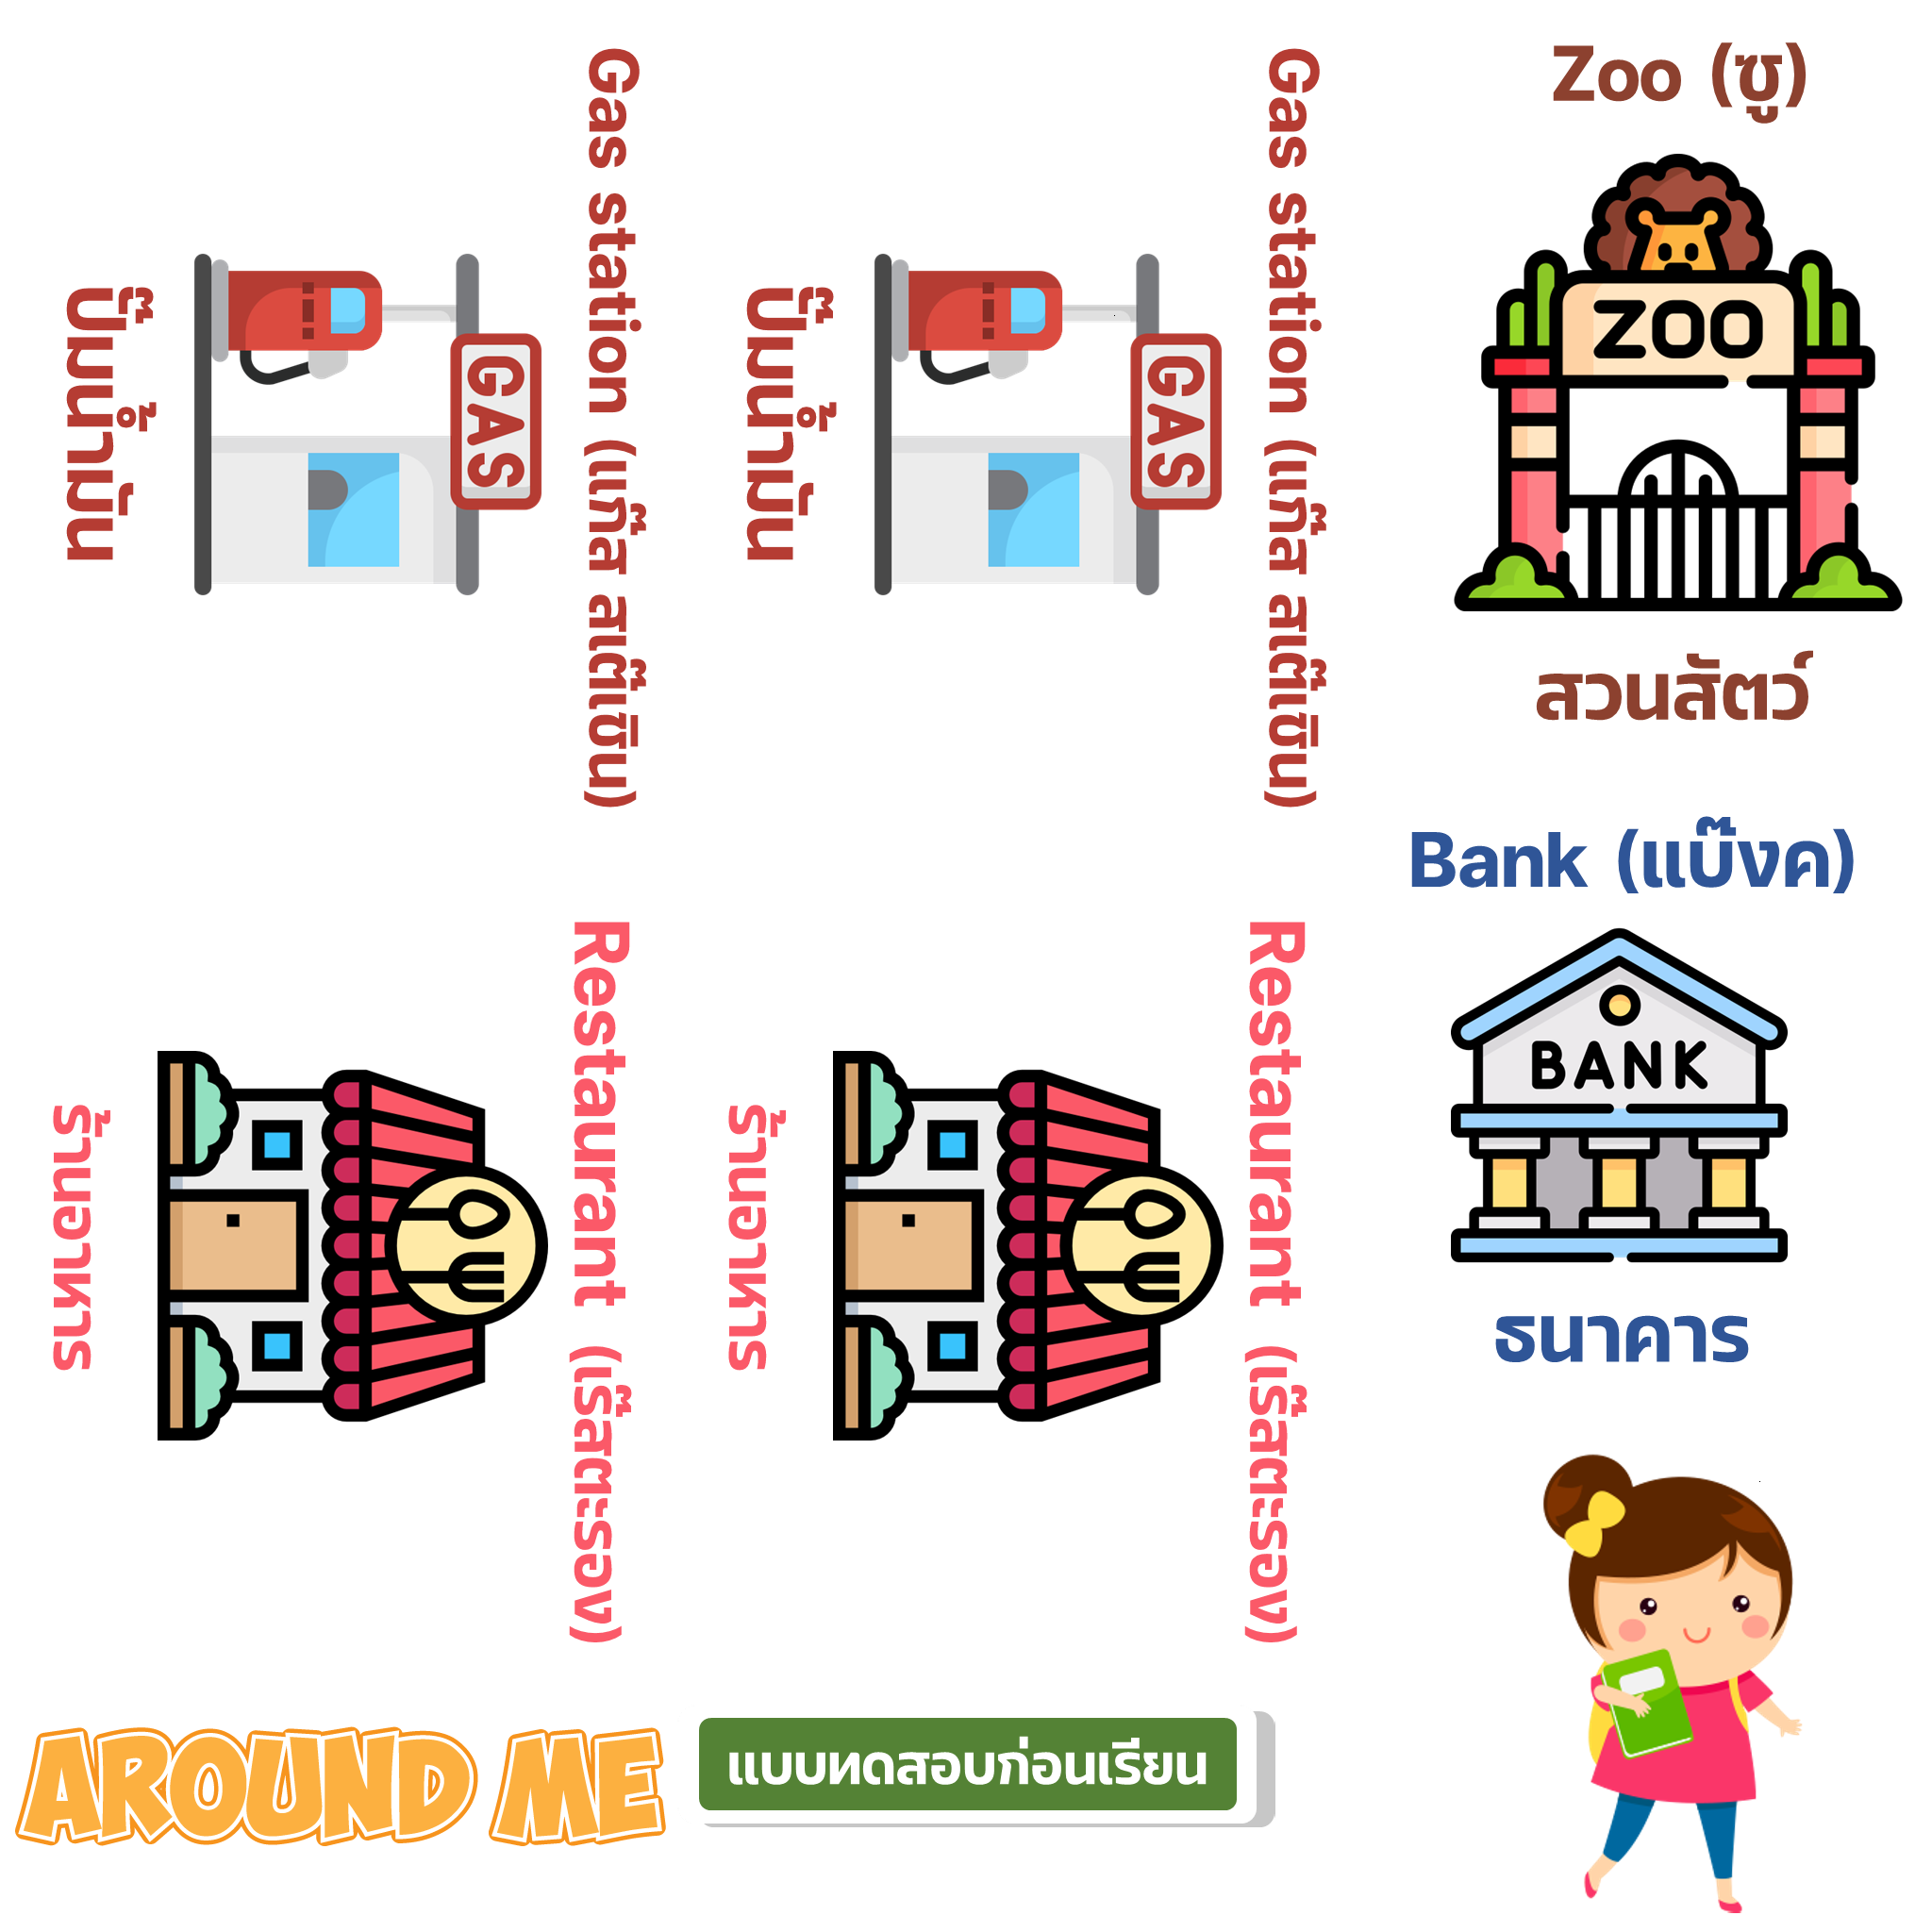 Gas station (แก๊ส สเต๊ชึน)
GAS
ปั๊มน้ำมัน
Gas station (แก๊ส สเต๊ชึน)
GAS
ปั๊มน้ำมัน
Zoo (ซู)
ZOO
สวนสัตว์
Bank (แบ๊งค)
BANK
ธนาคาร
Restaurant (เร๊สตะรอง)
ร้านอาหาร
Restaurant (เร๊สตะรอง)
ร้านอาหาร
AROUND ME
แบบทดสอบก่อนเรียน